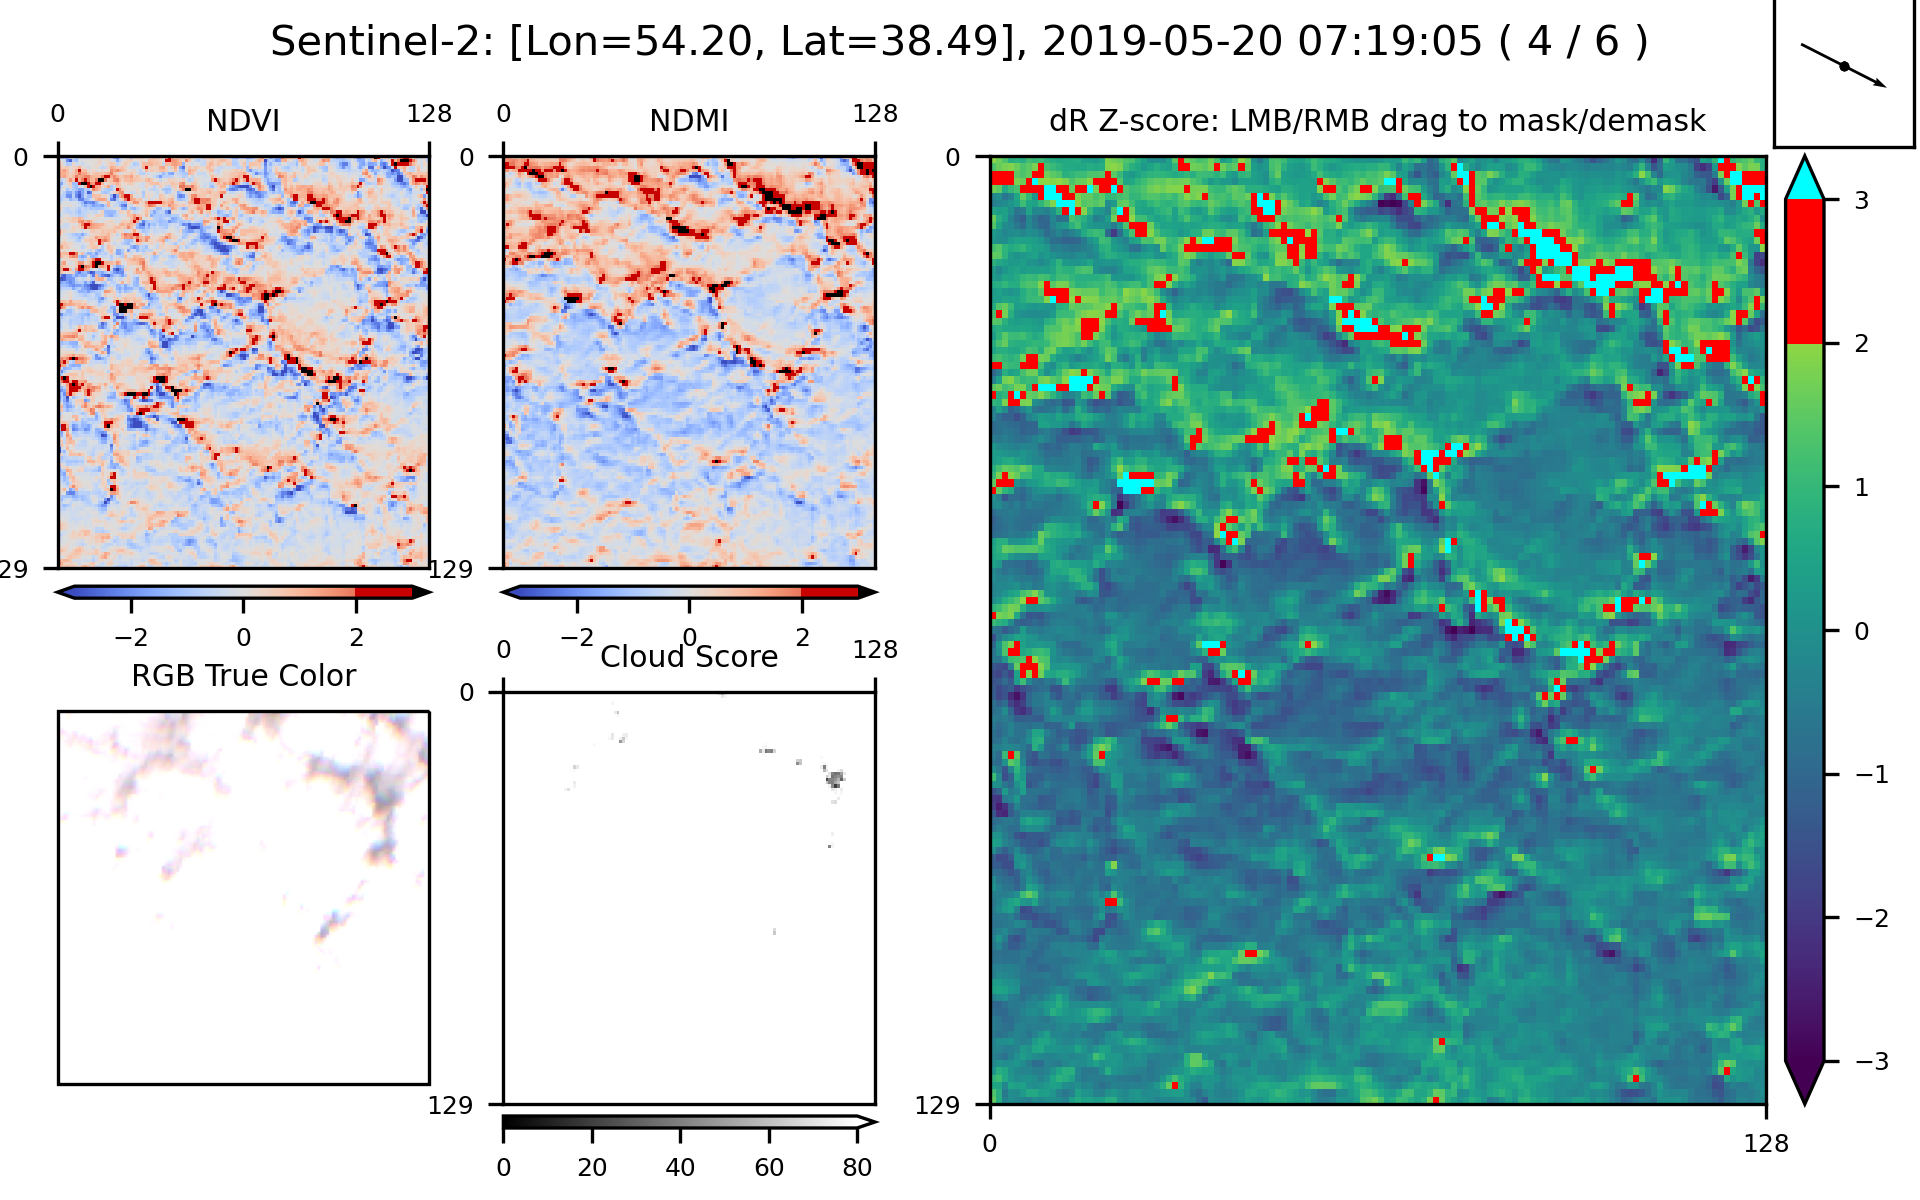 Sentinel-2: [Lon=54.20, Lat=38.49], 2019-05-20 07:19:05 ( 4 / 6 )
0 NDVI 128
0 NDMI 128
dR Z-score: LMB/RMB drag to mask/demask
0
0
0
3
2
1
0
−1
−2
−3
29
129
−2 0 2
−2 0 2
RGB True Color
0 Cloud Score 128
0
129
0 20 40 60 80
129
0 128